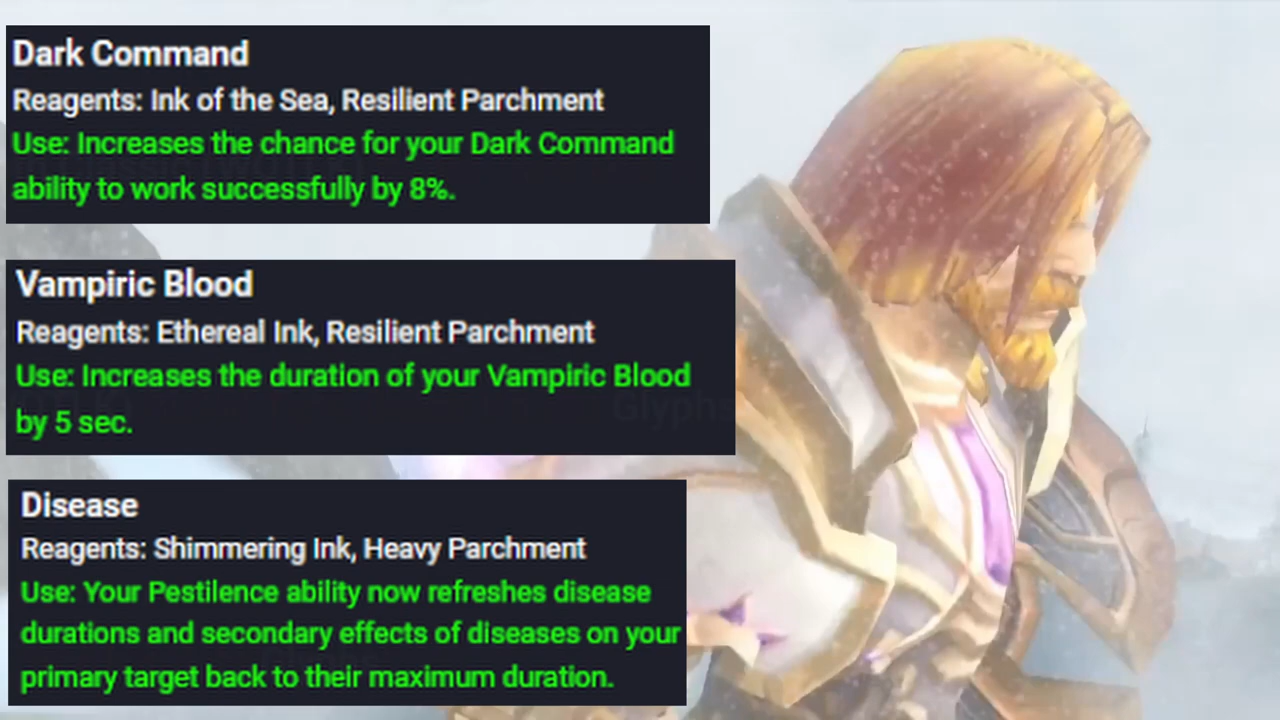 Dark Command
Reagents: Ink of the Sea, Resilient Parchment
Use: Increases the chance for your Dark Command
ability to work successfully by 8%.
Vampiric Blood
Reagents: Ethereal Ink, Resilient Parchment
Use: Increases the duration of your Vampiric Blood
by 5 sec.
Glyphs
Disease
Reagents: Shimmering Ink, Heavy Parchment
Use: Your Pestilence ability now refreshes disease
durations and secondary effects of diseases on your
primary target back to their maximum duration.